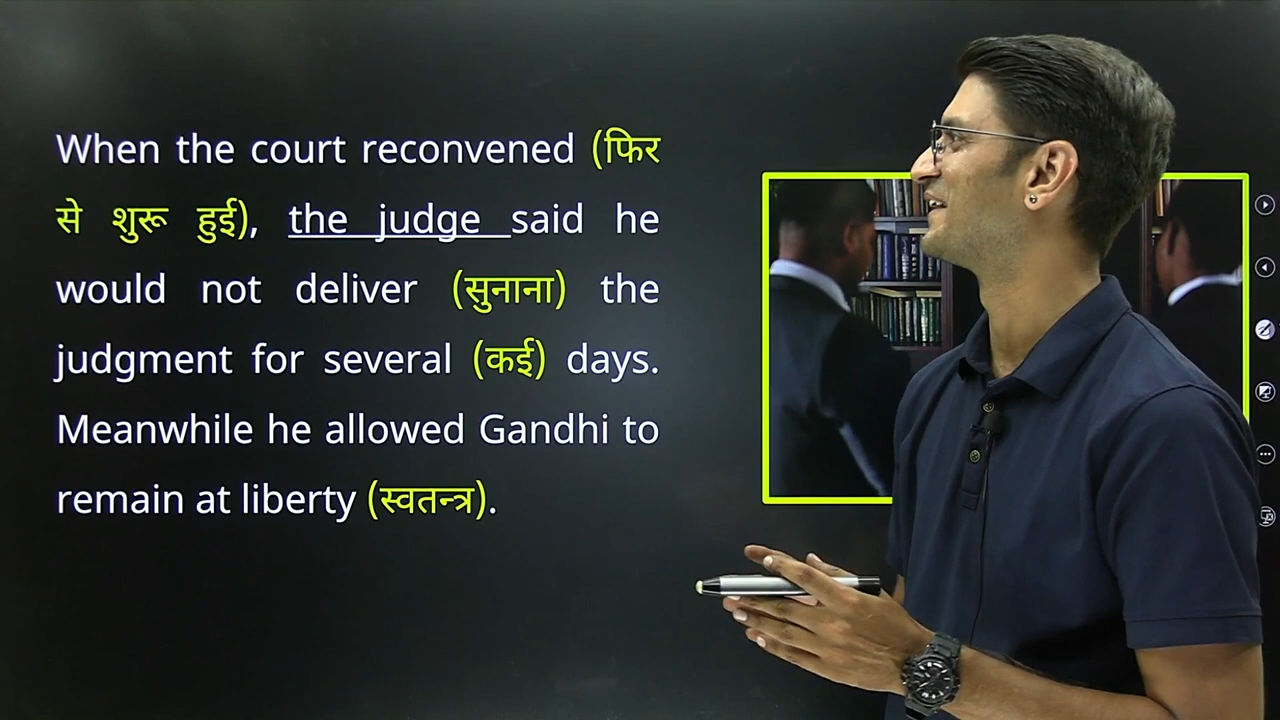 When the court reconvened (फिर
से शुरू हुई), the judge said he
would not deliver (सुनाना) the
judgment for several (कई) days.
Meanwhile he allowed Gandhi to
remain at liberty (स्वतन्त्र).